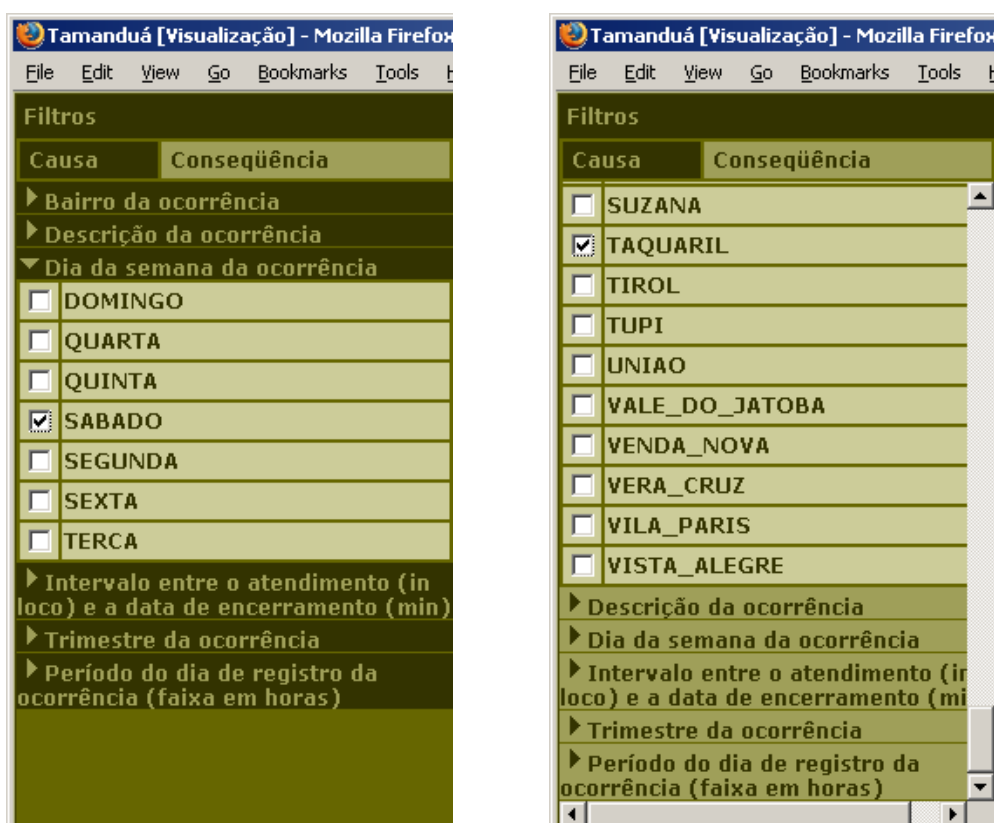 Tamanduá [Visualização] - Mozilla Firefox
File Edit View Go Bookmarks Tools
Filtros
Causa Conseqüência
Bairro da ocorrência
Descrição da ocorrência
Dia da semana da ocorrência
DOMINGO
QUARTA
QUINTA
SABADO
SEGUNDA
SEXTA
TERCA
Intervalo entre o atendimento (in
loco) e a data de encerramento (min)
Trimestre da ocorrência
Período do dia de registro da
ocorrência (faixa em horas)
Tamanduá [Visualização] - Mozilla Firefox
File Edit View Go Bookmarks Tools
Filtros
Causa Conseqüência
SUZANA
TAQUARIL
TIROL
TUPI
UNIAO
VALE_DO_JATOBA
VENDA_NOVA
VERA_CRUZ
VILA_PARIS
VISTA_ALEGRE
Descrição da ocorrência
Dia da semana da ocorrência
Intervalo entre o atendimento (in
loco) e a data de encerramento (mi
Trimestre da ocorrência
Período do dia de registro da
ocorrência (faixa em horas)